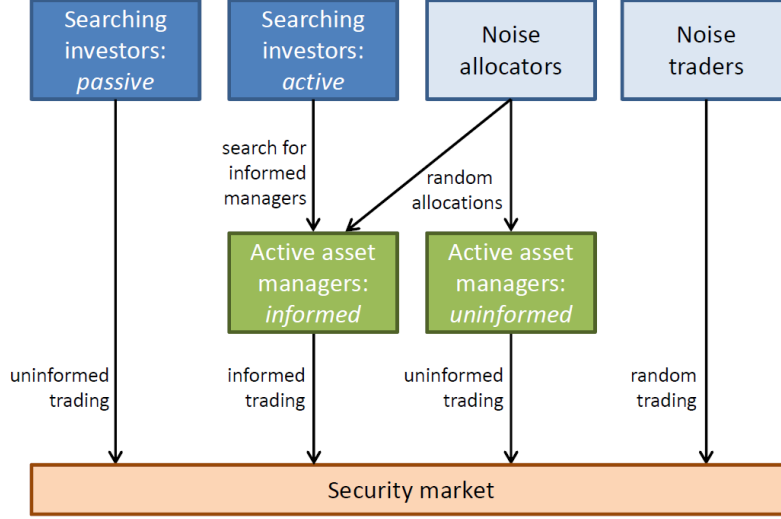 Searching
investors:
passive
Searching
investors:
active
Noise
allocators
Noise
traders
search for
informed
managers
random
allocations
Active asset
managers:
informed
Active asset
managers:
uninformed
uninformed
trading
informed
trading
uninformed
trading
random
trading
Security market